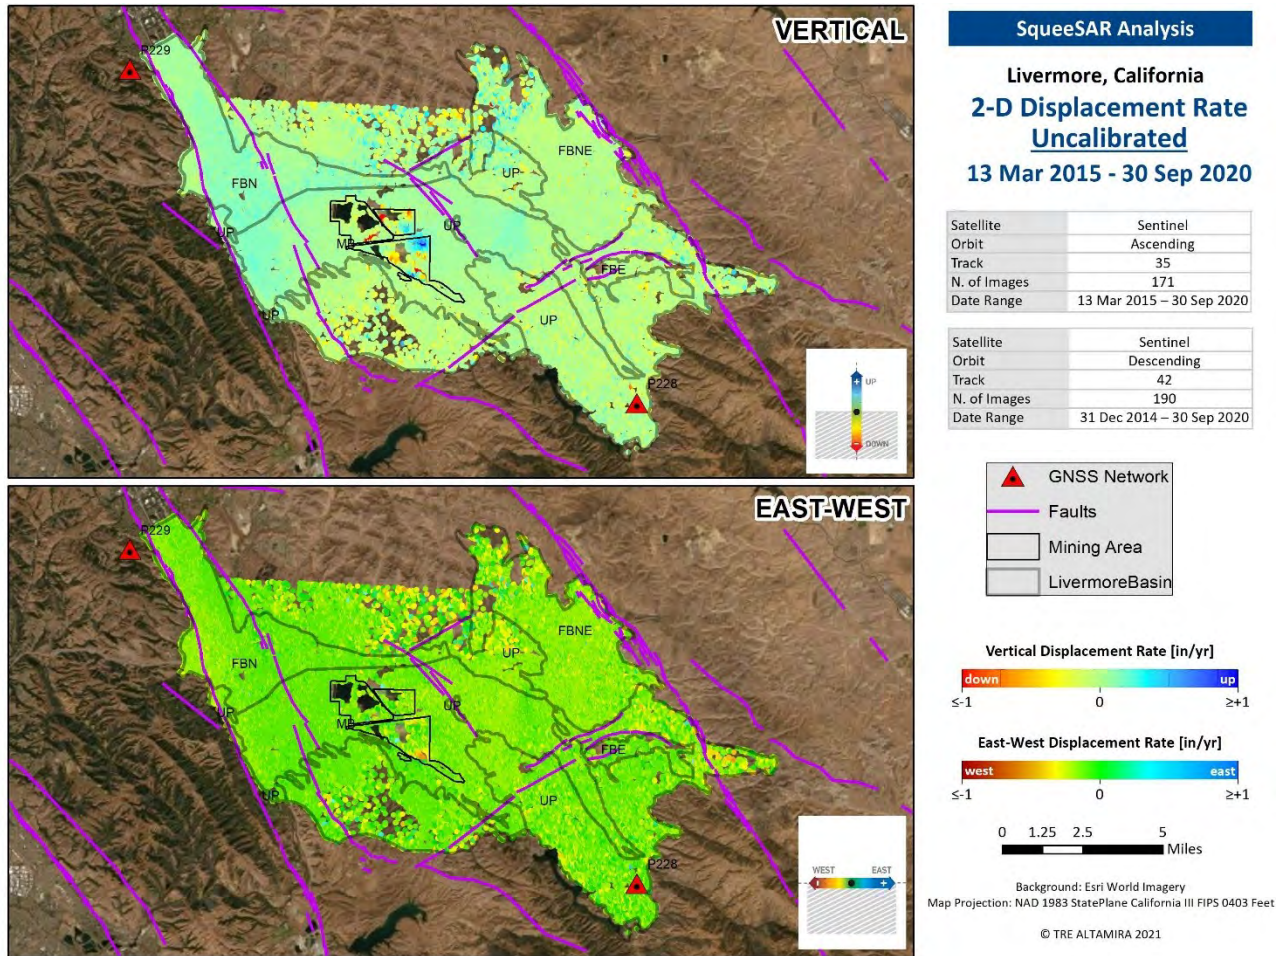 VERTICAL
P229
FBN
FBNE
UP
UP
UP
MB
FBE
UP
UP
P228
+ UP
- DOWN
EAST-WEST
P229
FBN
FBNE
UP
UP
UP
MB
FBE
UP
UP
P228
WEST EAST
- +
SqueeSAR Analysis
Livermore, California
2-D Displacement Rate
Uncalibrated
13 Mar 2015 - 30 Sep 2020
Satellite Sentinel
Orbit Ascending
Track 35
N. of Images 171
Date Range 13 Mar 2015 – 30 Sep 2020
Satellite Sentinel
Orbit Descending
Track 42
N. of Images 190
Date Range 31 Dec 2014 – 30 Sep 2020
GNSS Network
Faults
Mining Area
LivermoreBasin
Vertical Displacement Rate [in/yr]
down up
≤-1 0 ≥+1
East-West Displacement Rate [in/yr]
west east
≤-1 0 ≥+1
0 1.25 2.5 5
Miles
Background: Esri World Imagery
Map Projection: NAD 1983 StatePlane California III FIPS 0403 Feet
© TRE ALTAMIRA 2021